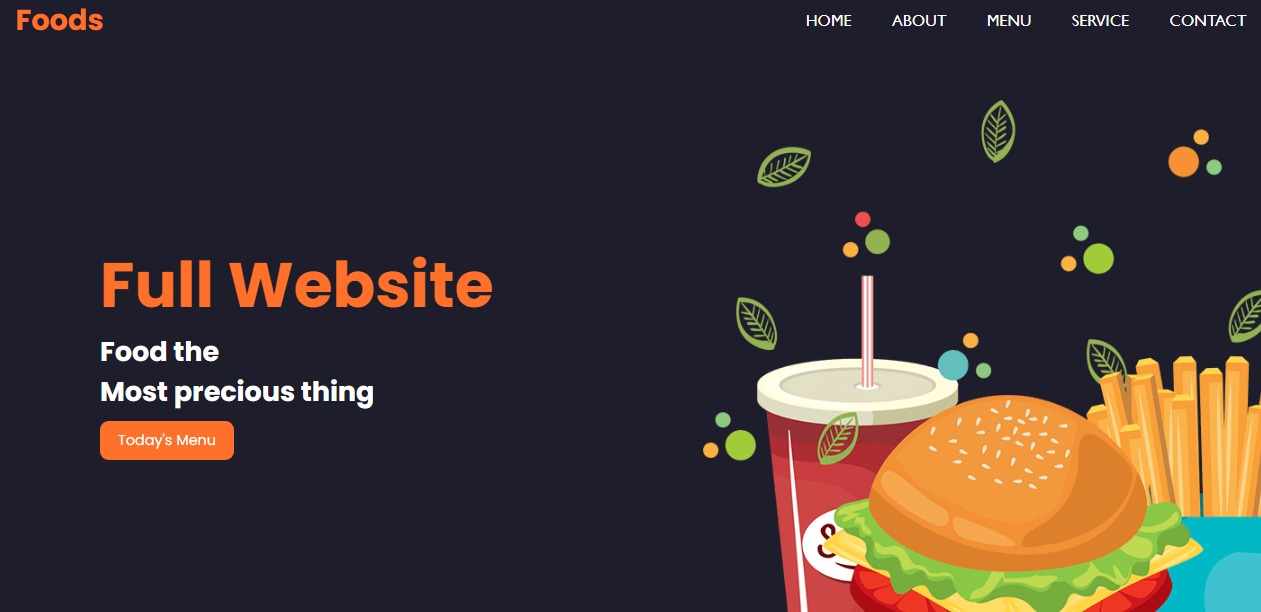 Foods
HOME ABOUT MENU SERVICE CONTACT
Full Website
Food the
Most precious thing
Today's Menu